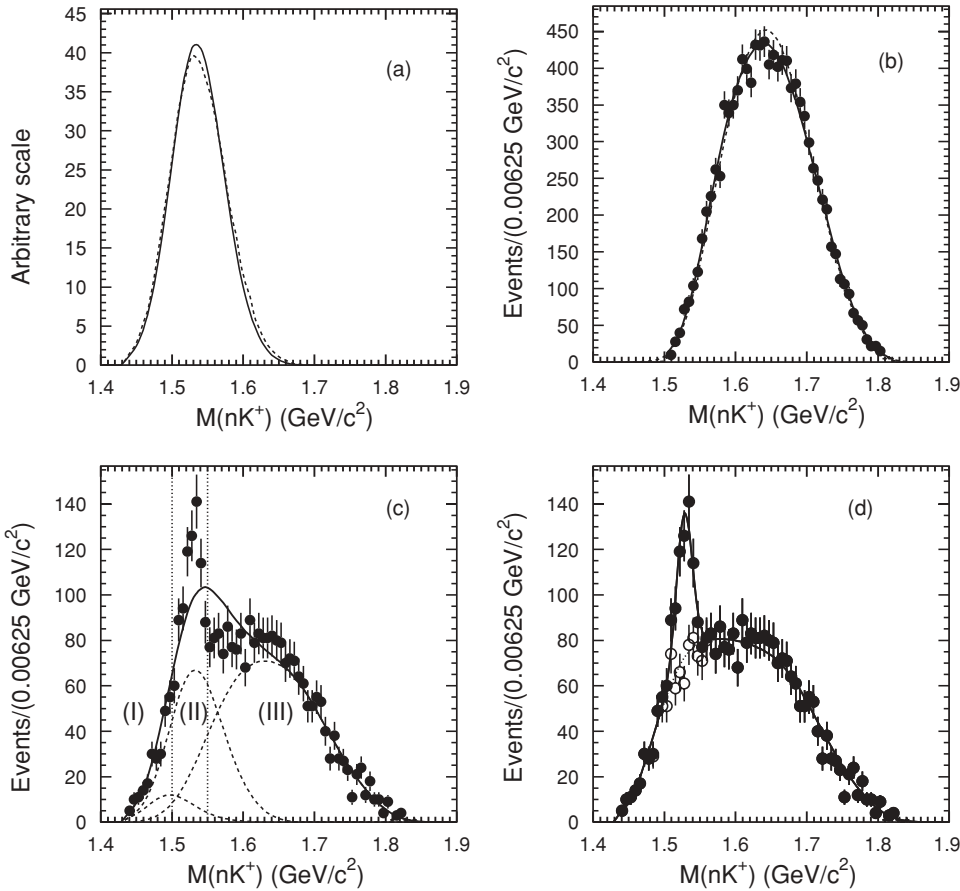 45
40
35
30
25
20
15
10
5
0
Arbitrary scale
(a)
1.4 1.5 1.6 1.7 1.8 1.9
M(nK⁺) (GeV/c²)
450
400
350
300
250
200
150
100
50
0
Events/(0.00625 GeV/c²)
(b)
1.4 1.5 1.6 1.7 1.8 1.9
M(nK⁺) (GeV/c²)
140
120
100
80
60
40
20
0
Events/(0.00625 GeV/c²)
(c)
(I) (II) (III)
1.4 1.5 1.6 1.7 1.8 1.9
M(nK⁺) (GeV/c²)
140
120
100
80
60
40
20
0
Events/(0.00625 GeV/c²)
(d)
1.4 1.5 1.6 1.7 1.8 1.9
M(nK⁺) (GeV/c²)